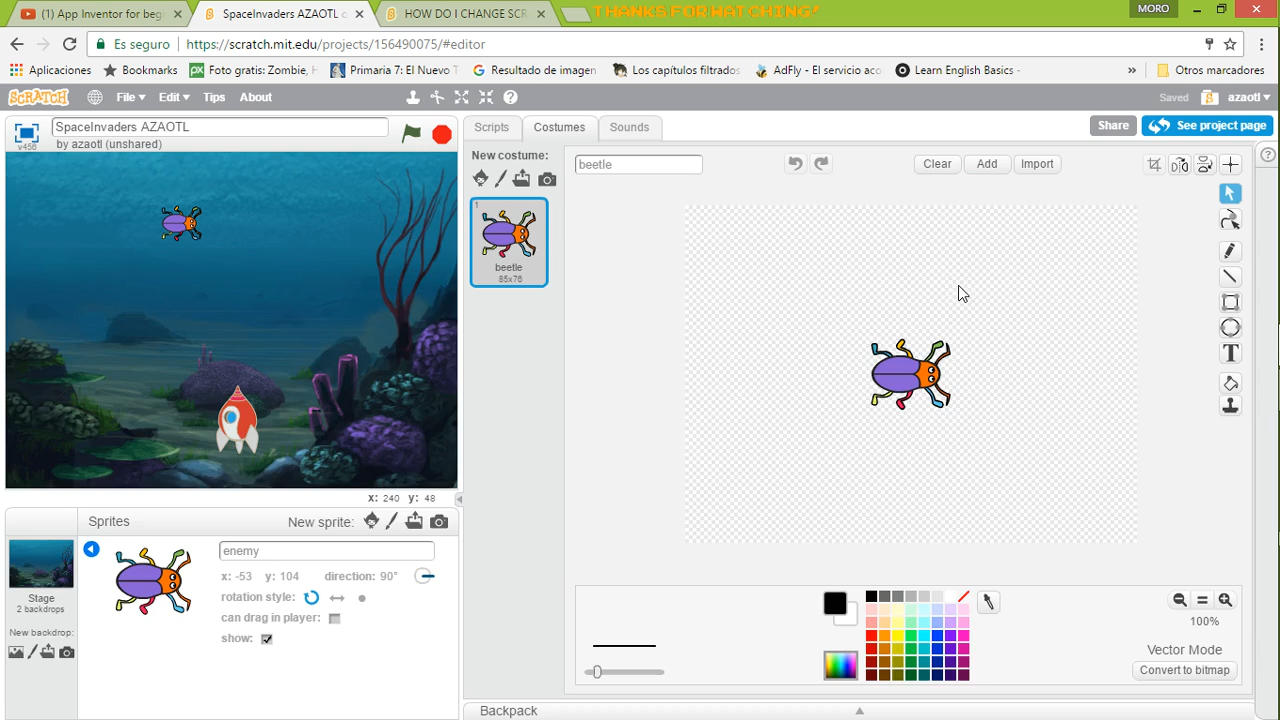 (1) App Inventor for beg
SpaceInvaders AZAOTL o
HOW DO I CHANGE SCR
THANKS FOR WATCHING!
MORO
Es seguro
https://scratch.mit.edu/projects/156490075/#editor
Aplicaciones
Bookmarks
Foto gratis: Zombie, H
Primaria 7: El Nuevo T
Resultado de imagen
Los capítulos filtrados
AdFly - El servicio aco
Learn English Basics -
»
Otros marcadores
SCRATCH
File
Edit
Tips
About
Saved
azaotl
SpaceInvaders AZAOTL
by azaotl (unshared)
v456
Scripts
Costumes
Sounds
Share
See project page
New costume:
1
beetle
85x76
beetle
Clear
Add
Import
T
x: 240 y: 48
Sprites
New sprite:
Stage
2 backdrops
New backdrop:
enemy
x: -53 y: 104 direction: 90°
rotation style:
can drag in player:
show:
100%
Vector Mode
Convert to bitmap
Backpack